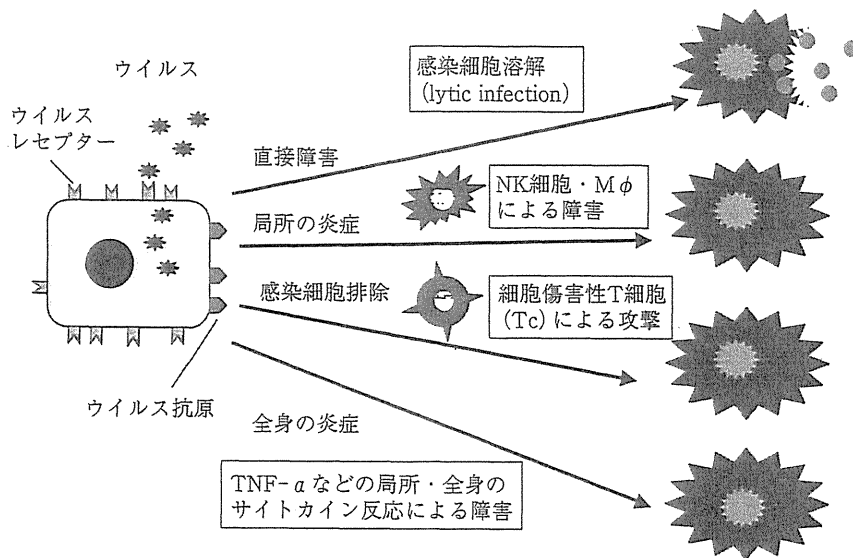 ウイルス
感染細胞溶解
(lytic infection)
ウイルス
レセプター
直接障害
NK細胞・Mφ
による障害
局所の炎症
感染細胞排除
細胞傷害性T細胞
(Tc)による攻撃
ウイルス抗原
全身の炎症
TNF-αなどの局所・全身の
サイトカイン反応による障害